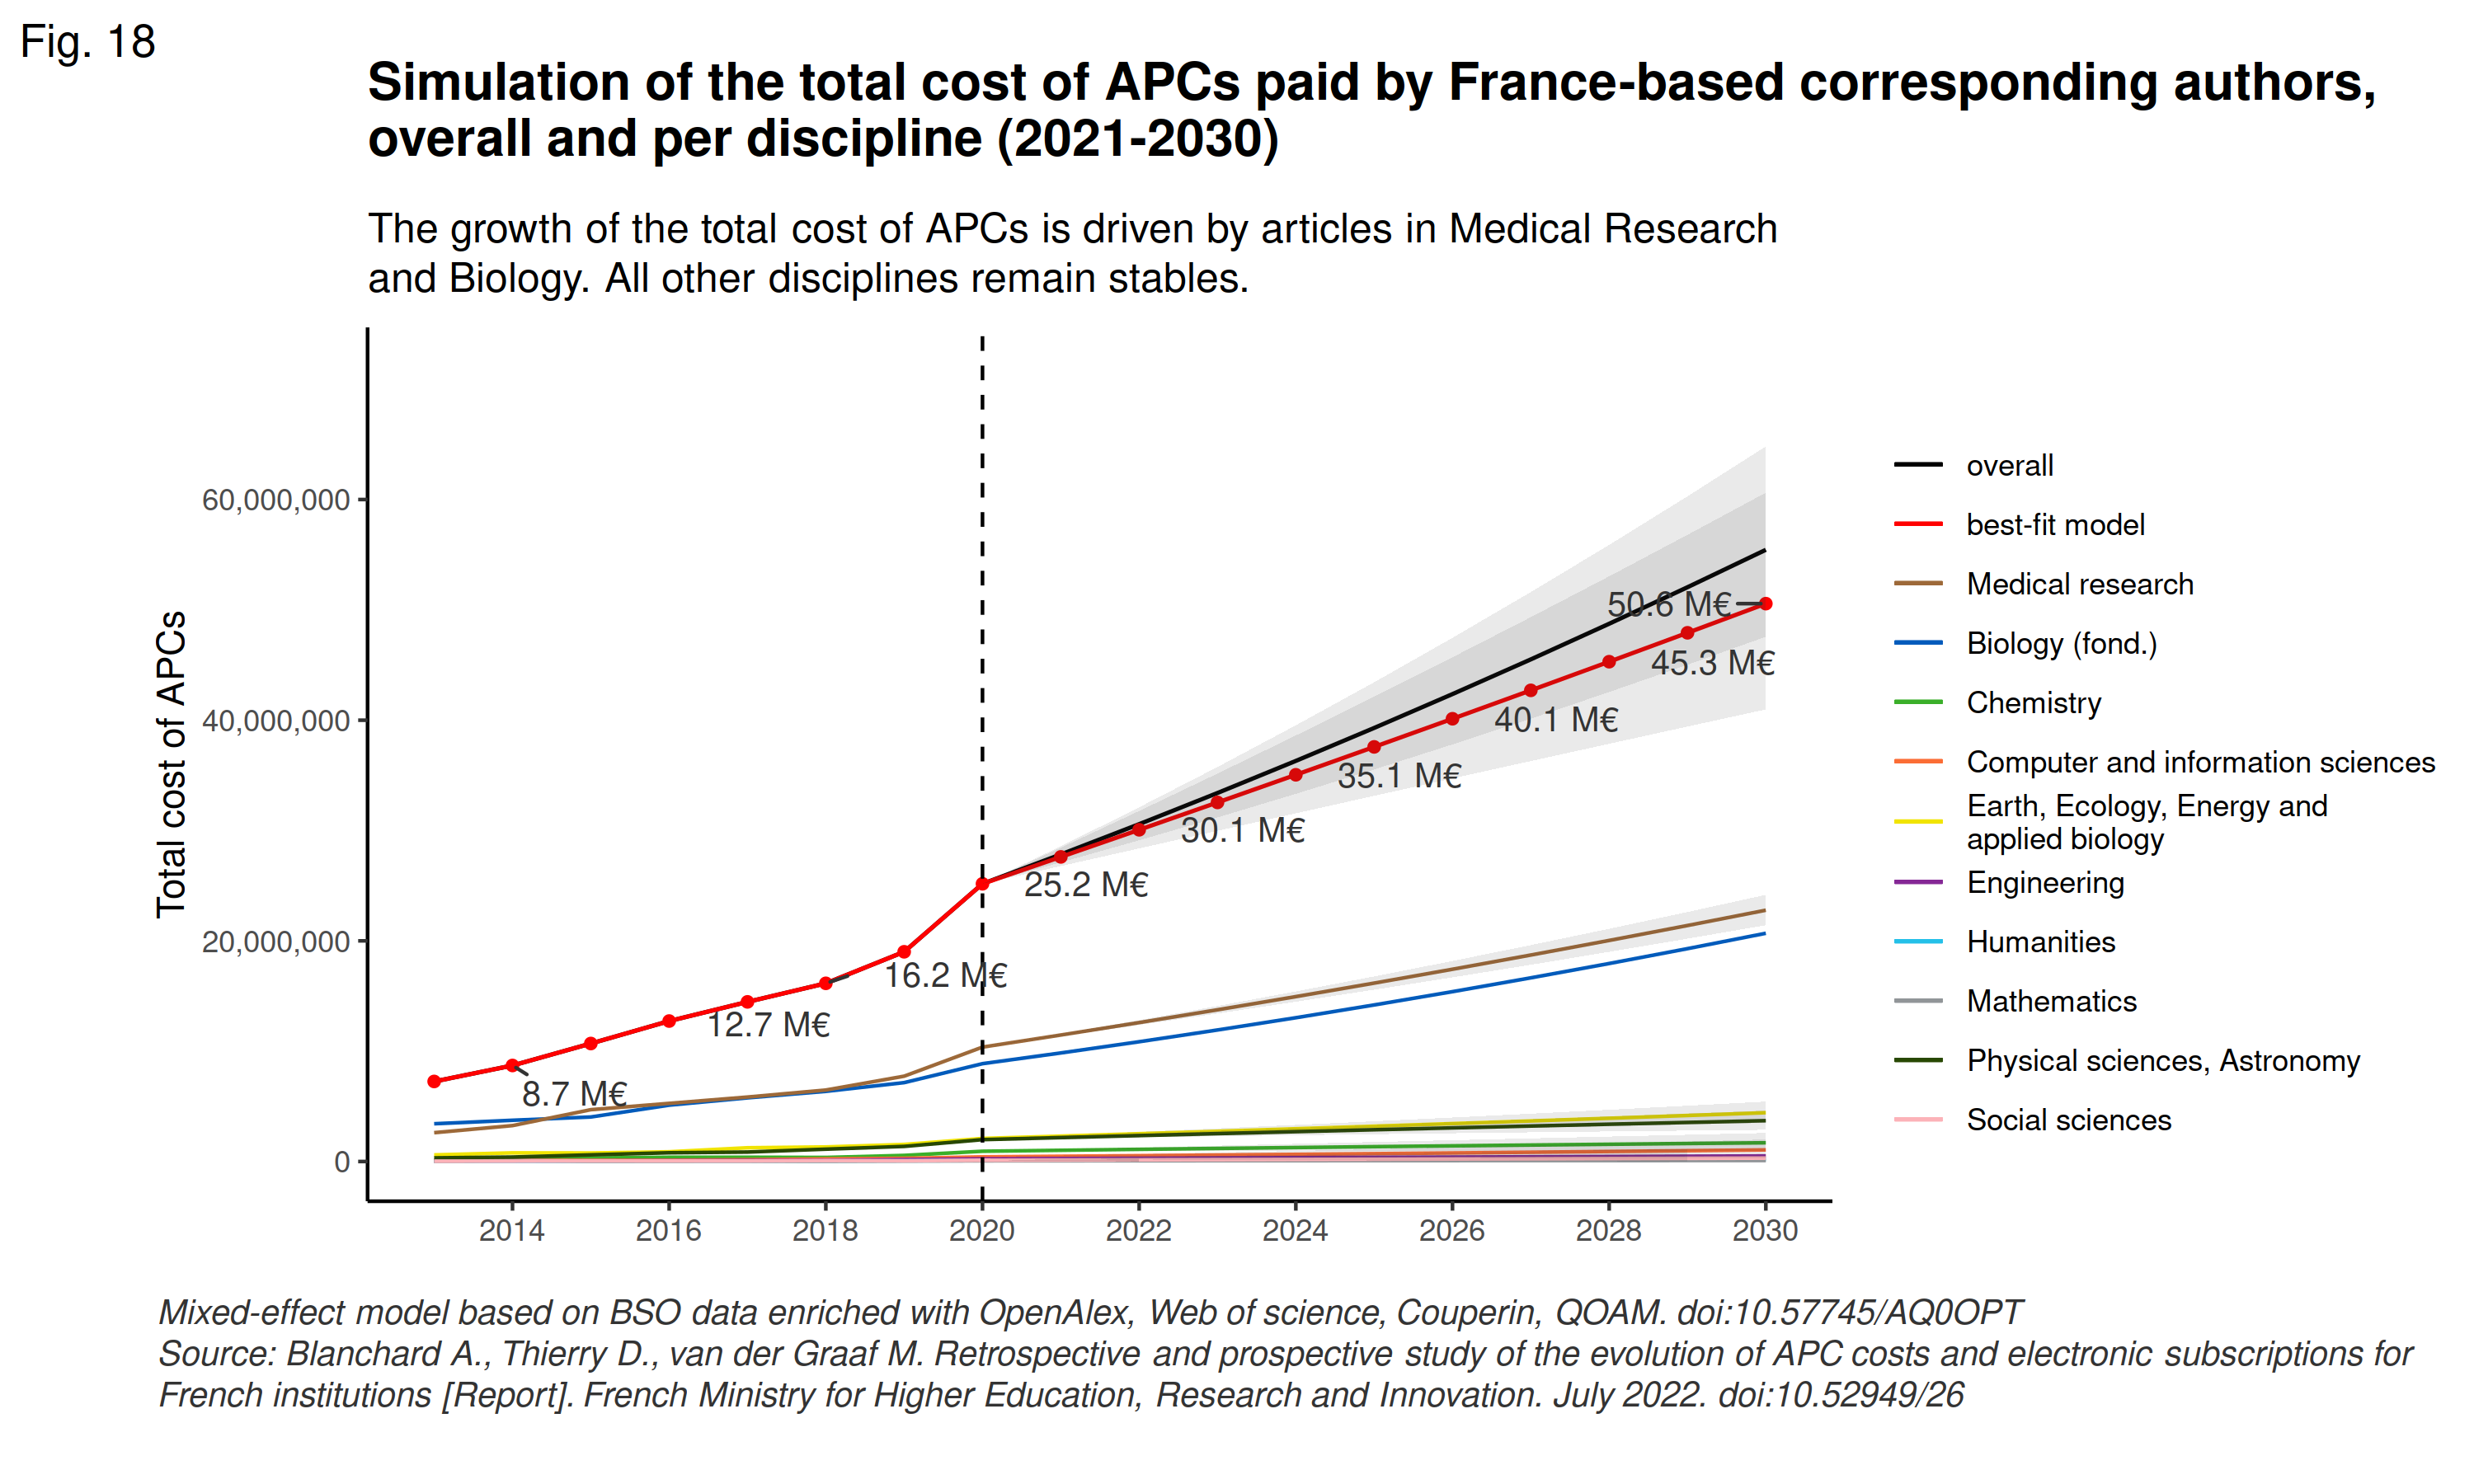 Fig. 18
Simulation of the total cost of APCs paid by France-based corresponding authors,
overall and per discipline (2021-2030)
The growth of the total cost of APCs is driven by articles in Medical Research
and Biology. All other disciplines remain stables.
Total cost of APCs
60,000,000
40,000,000
20,000,000
0
8.7 M€
12.7 M€
16.2 M€
25.2 M€
30.1 M€
35.1 M€
40.1 M€
45.3 M€
50.6 M€
2014
2016
2018
2020
2022
2024
2026
2028
2030
overall
best-fit model
Medical research
Biology (fond.)
Chemistry
Computer and information sciences
Earth, Ecology, Energy and
applied biology
Engineering
Humanities
Mathematics
Physical sciences, Astronomy
Social sciences
Mixed-effect model based on BSO data enriched with OpenAlex, Web of science, Couperin, QOAM. doi:10.57745/AQ0OPT
Source: Blanchard A., Thierry D., van der Graaf M. Retrospective and prospective study of the evolution of APC costs and electronic subscriptions for
French institutions [Report]. French Ministry for Higher Education, Research and Innovation. July 2022. doi:10.52949/26